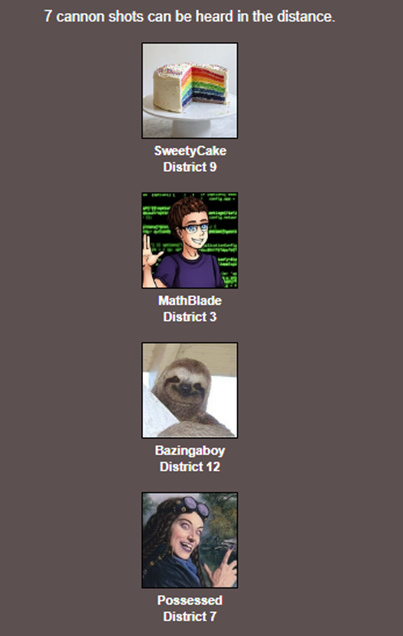 7 cannon shots can be heard in the distance.
SweetyCake
District 9
MathBlade
District 3
Bazingaboy
District 12
Possessed
District 7